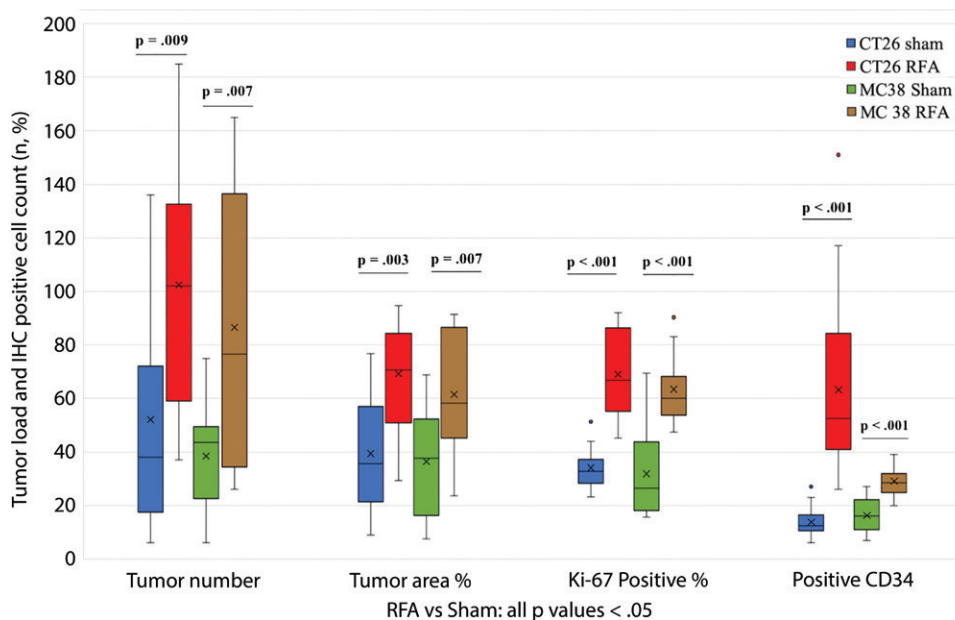 Tumor load and IHC positive cell count (n, %)
200
180
160
140
120
100
80
60
40
20
0
p = .009
p = .007
p = .003
p = .007
p < .001
p < .001
p < .001
p < .001
CT26 sham
CT26 RFA
MC38 Sham
MC 38 RFA
Tumor number
Tumor area %
Ki-67 Positive %
Positive CD34
RFA vs Sham: all p values < .05